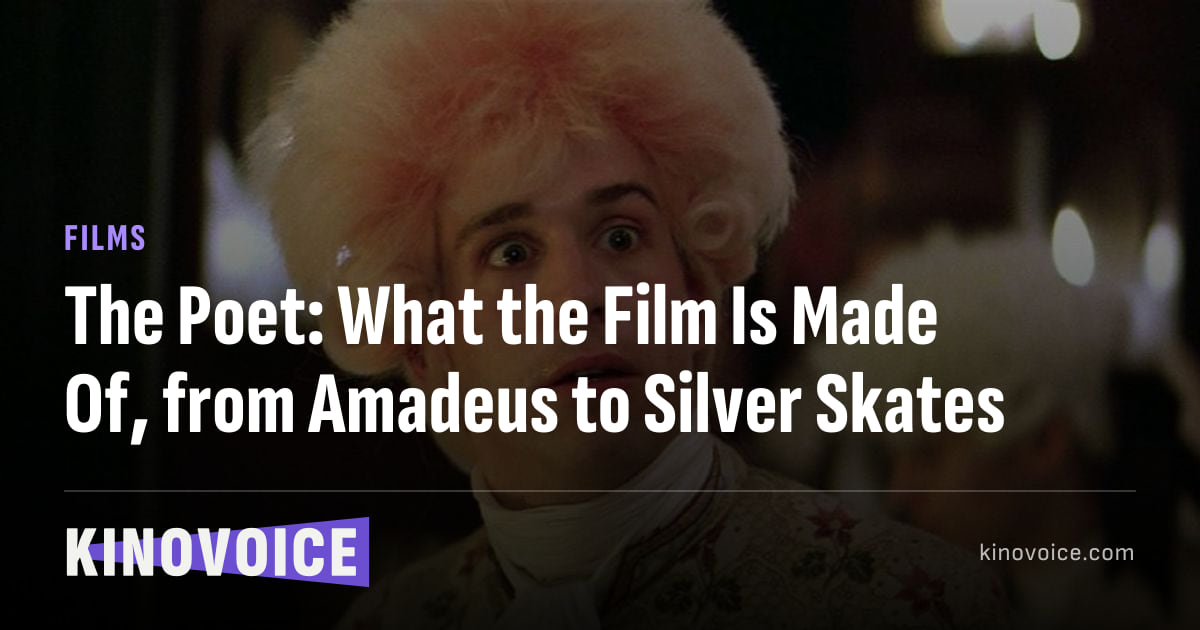 FILMS
The Poet: What the Film Is Made
Of, from Amadeus to Silver Skates
KINOVOICE
kinovoice.com